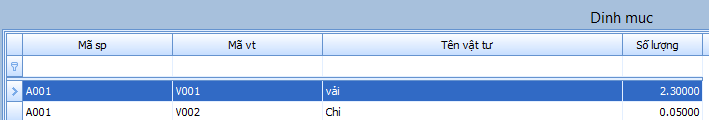 Dinh muc
Mã sp Mã vt Tên vật tư Số lượng
A001 V001 vải 2.30000
A001 V002 Chỉ 0.05000